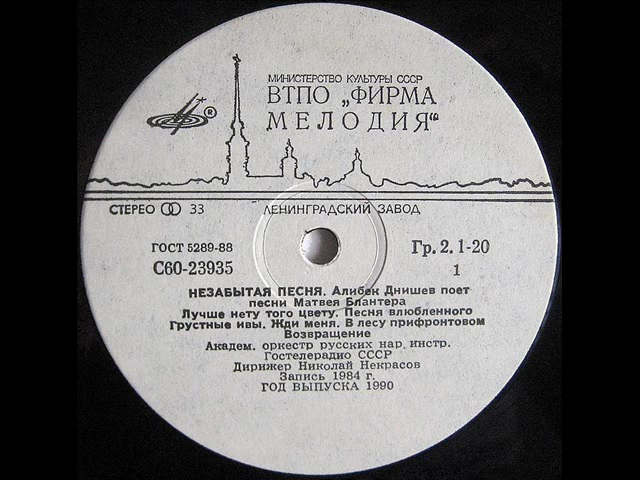 МИНИСТЕРСТВО КУЛЬТУРЫ СССР
ВТПО „ФИРМА
МЕЛОДИЯ“
®
СТЕРЕО 33 ЛЕНИНГРАДСКИЙ ЗАВОД
ГОСТ 5289-88 Гр. 2. 1-20
С60-23935 1
НЕЗАБЫТАЯ ПЕСНЯ. Алибек Днишев поет
песни Матвея Блантера
Лучше нету того цвету. Песня влюбленного
Грустные ивы. Жди меня. В лесу прифронтовом
Возвращение
Академ. оркестр русских нар. инстр.
Гостелерадио СССР
Дирижер Николай Некрасов
Запись 1984 г.
ГОД ВЫПУСКА 1990